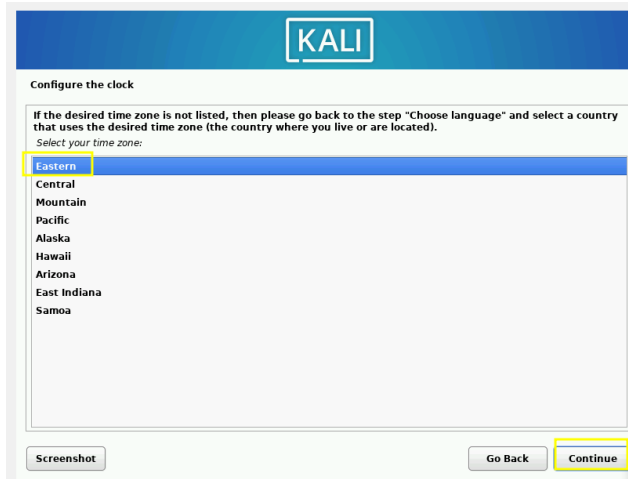 KALI
Configure the clock
If the desired time zone is not listed, then please go back to the step "Choose language" and select a country
that uses the desired time zone (the country where you live or are located).
Select your time zone:
Eastern
Central
Mountain
Pacific
Alaska
Hawaii
Arizona
East Indiana
Samoa
Screenshot
Go Back
Continue